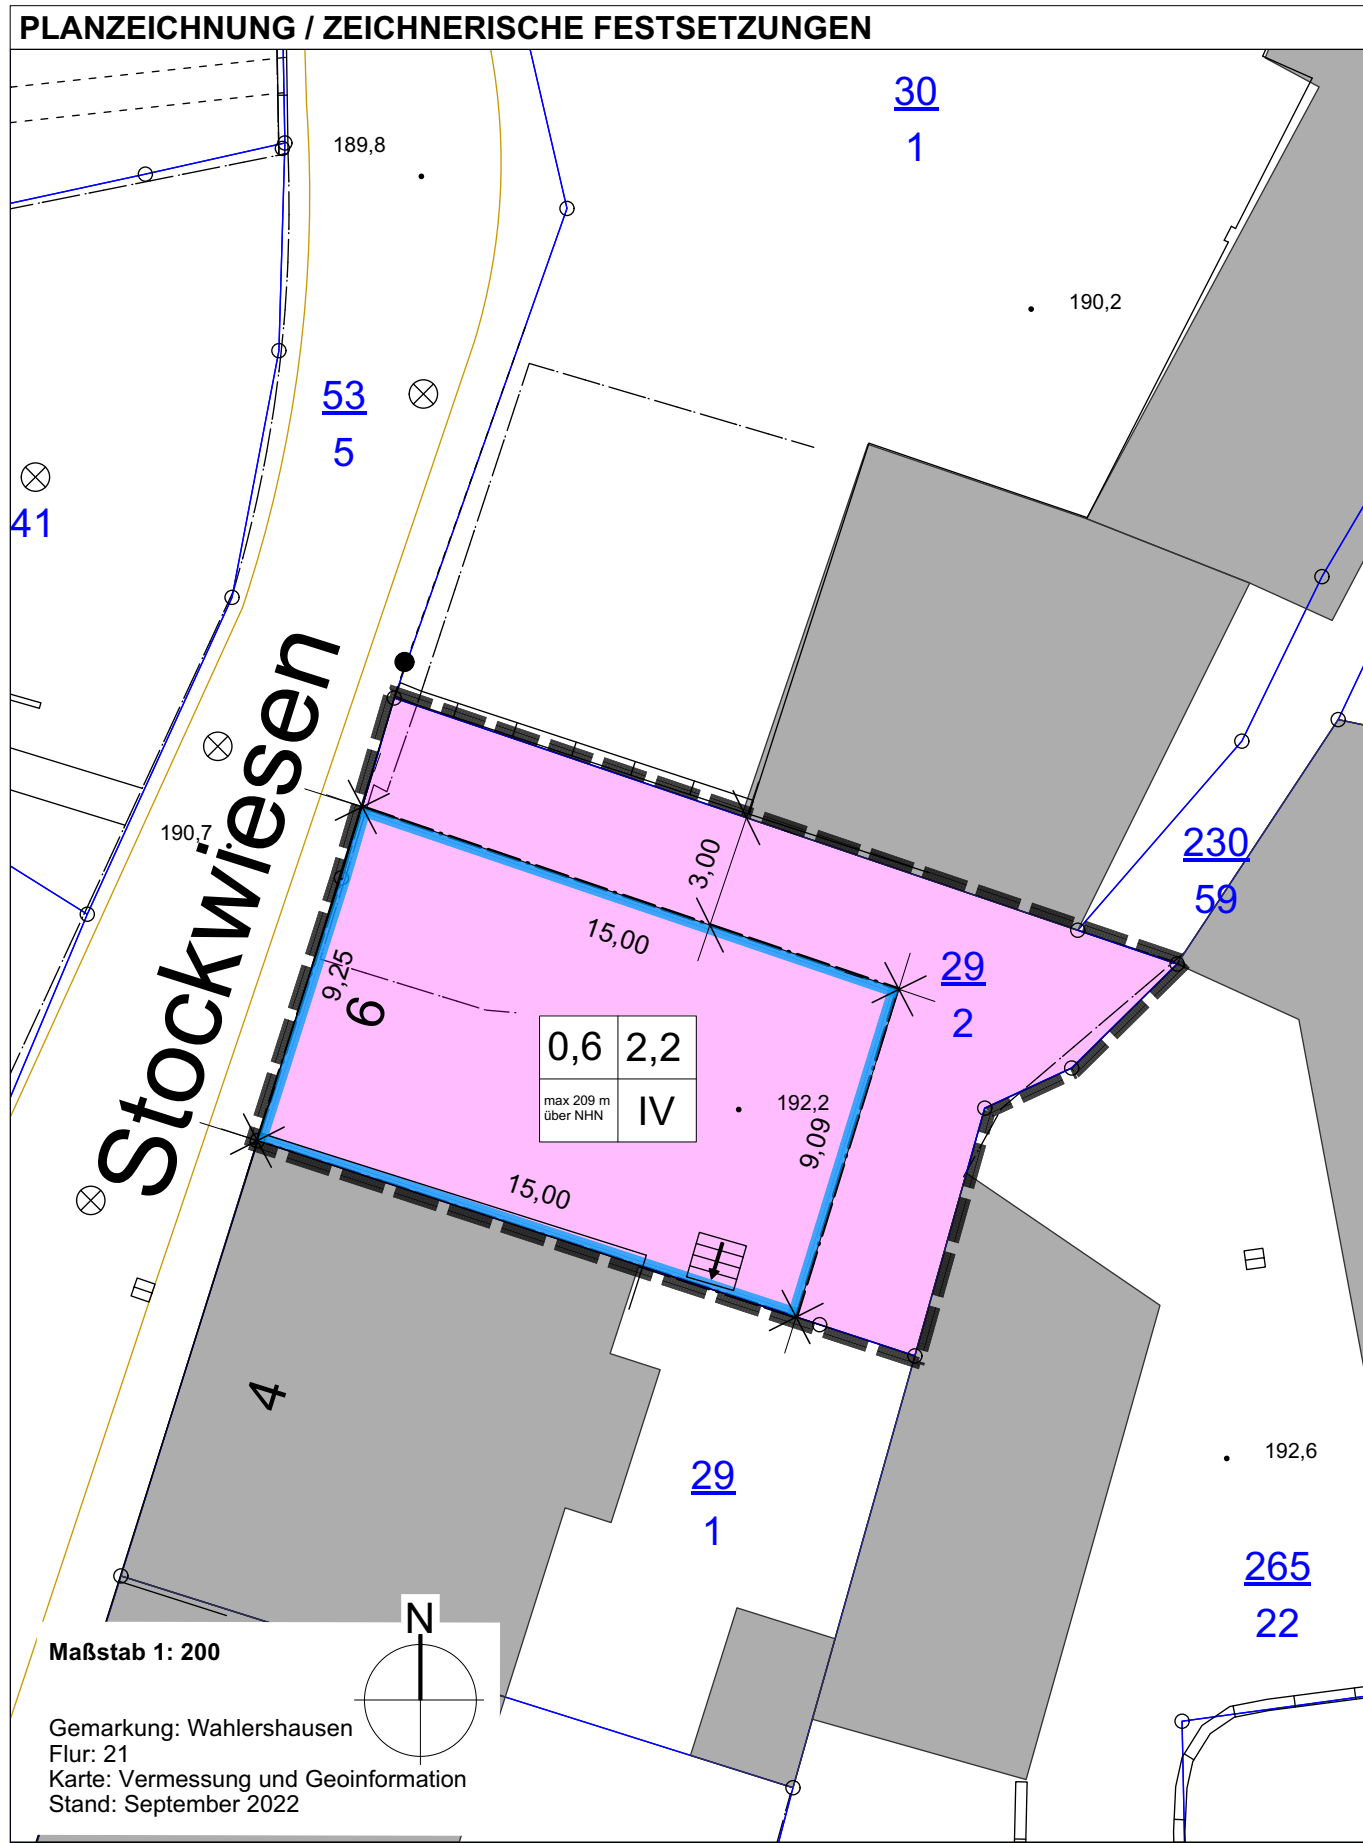 PLANZEICHNUNG / ZEICHNERISCHE FESTSETZUNGEN
30
1
189,8
190,2
53
5
41
Stockwiesen
190,7
3,00
230
59
15,00
29
2
9,25
6
0,6 2,2
max 209 m
über NHN
IV
192,2
9,09
15,00
4
29
1
192,6
265
22
N
Maßstab 1: 200
Gemarkung: Wahlershausen
Flur: 21
Karte: Vermessung und Geoinformation
Stand: September 2022